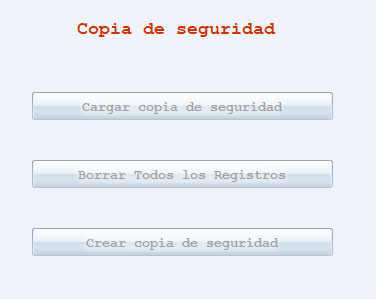 Copia de seguridad
Cargar copia de seguridad
Borrar Todos los Registros
Crear copia de seguridad